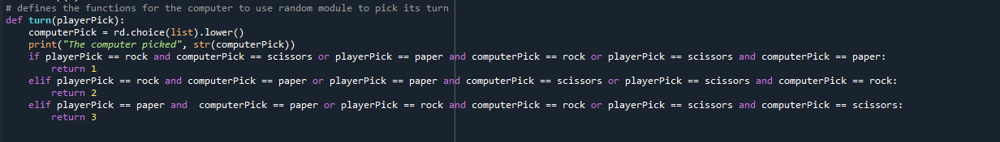 # defines the functions for the computer to use random module to pick its turn
def turn(playerPick):
    computerPick = rd.choice(list).lower()
    print("The computer picked", str(computerPick))
    if playerPick == rock and computerPick == scissors or playerPick == paper and computerPick == rock or playerPick == scissors and computerPick == paper:
        return 1
    elif playerPick == rock and computerPick == paper or playerPick == paper and computerPick == scissors or playerPick == scissors and computerPick == rock:
        return 2
    elif playerPick == paper and  computerPick == paper or playerPick == rock and computerPick == rock or playerPick == scissors and computerPick == scissors:
        return 3